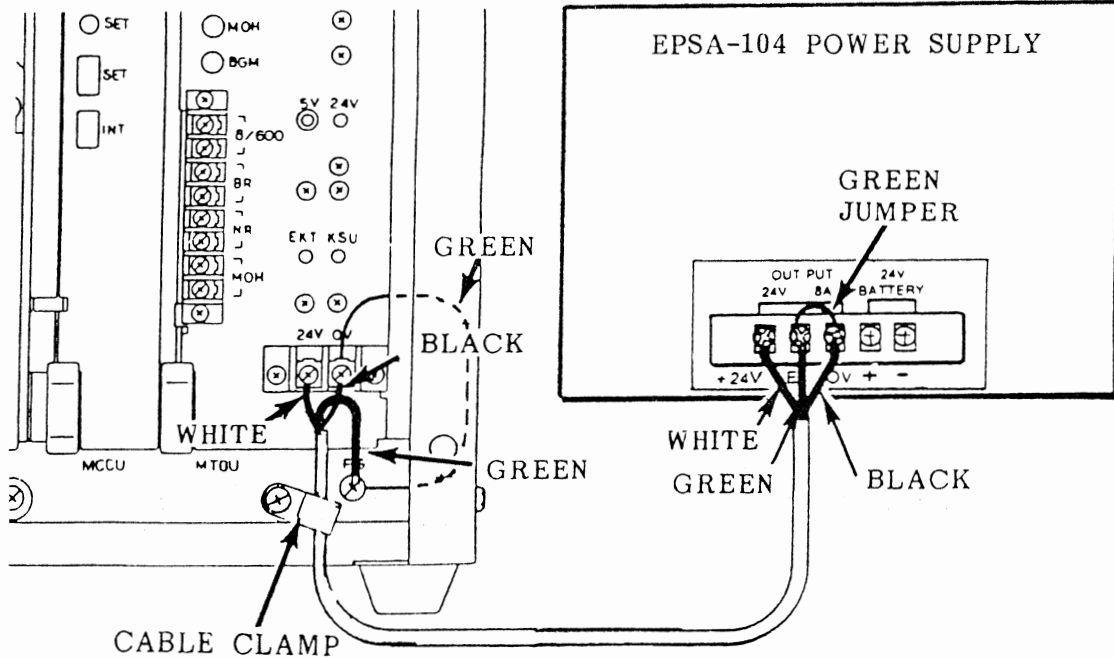 EPSA-104 POWER SUPPLY
SET
MOH
SET
BGM
INT
5V 24V
8/600
BR
NR
MOH
EKT KSU
GREEN
24V 0V
BLACK
WHITE
GREEN
MCCU
MTOU
FG
CABLE CLAMP
GREEN
JUMPER
OUT PUT
24V 8A
24V
BATTERY
+24V E 0V + -
WHITE
GREEN
BLACK